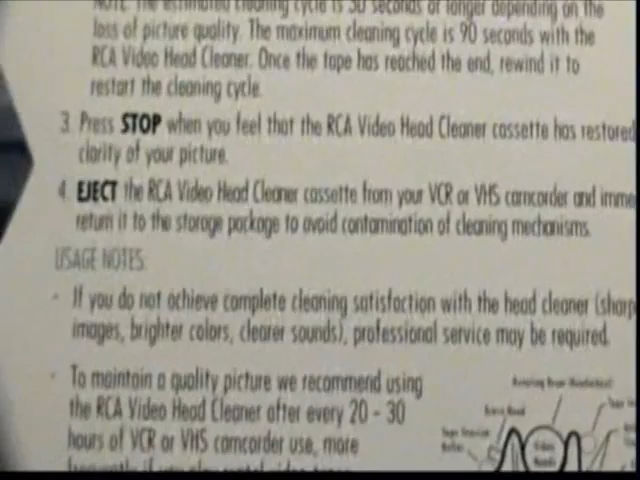 NOTE: The estimated cleaning cycle is 30 seconds or longer depending on the
loss of picture quality. The maximum cleaning cycle is 90 seconds with the
RCA Video Head Cleaner. Once the tape has reached the end, rewind it to
restart the cleaning cycle.
3. Press STOP when you feel that the RCA Video Head Cleaner cassette has restored
clarity of your picture.
4. EJECT the RCA Video Head Cleaner cassette from your VCR or VHS camcorder and imme
return it to the storage package to avoid contamination of cleaning mechanisms.
USAGE NOTES:
- If you do not achieve complete cleaning satisfaction with the head cleaner (sharp
images, brighter colors, clearer sounds), professional service may be required.
- To maintain a quality picture we recommend using
the RCA Video Head Cleaner after every 20 - 30
hours of VCR or VHS camcorder use, more
Video